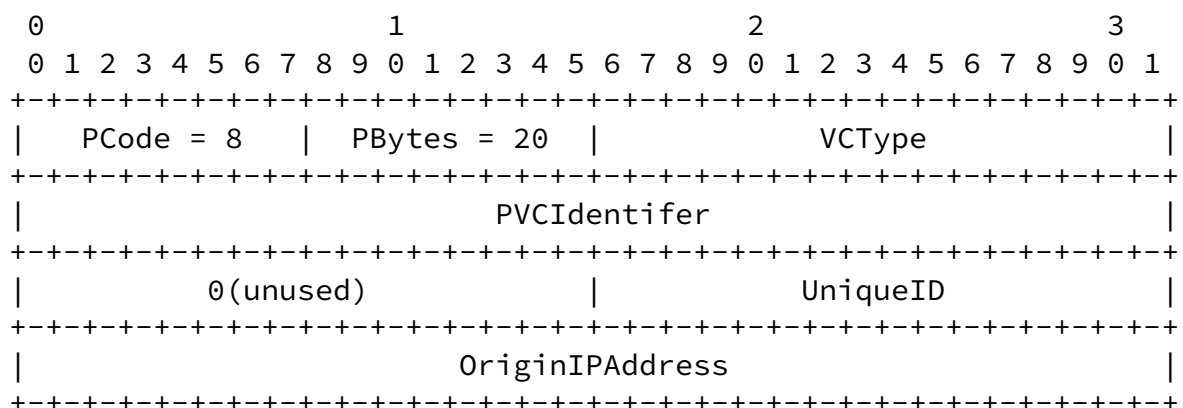 0                   1                   2                   3
 0 1 2 3 4 5 6 7 8 9 0 1 2 3 4 5 6 7 8 9 0 1 2 3 4 5 6 7 8 9 0 1
+-+-+-+-+-+-+-+-+-+-+-+-+-+-+-+-+-+-+-+-+-+-+-+-+-+-+-+-+-+-+-+-+
|   PCode = 8   |  PBytes = 20  |            VCType             |
+-+-+-+-+-+-+-+-+-+-+-+-+-+-+-+-+-+-+-+-+-+-+-+-+-+-+-+-+-+-+-+-+
|                          PVCIdentifer                         |
+-+-+-+-+-+-+-+-+-+-+-+-+-+-+-+-+-+-+-+-+-+-+-+-+-+-+-+-+-+-+-+-+
|          0(unused)            |           UniqueID            |
+-+-+-+-+-+-+-+-+-+-+-+-+-+-+-+-+-+-+-+-+-+-+-+-+-+-+-+-+-+-+-+-+
|                        OriginIPAddress                        |
+-+-+-+-+-+-+-+-+-+-+-+-+-+-+-+-+-+-+-+-+-+-+-+-+-+-+-+-+-+-+-+-+